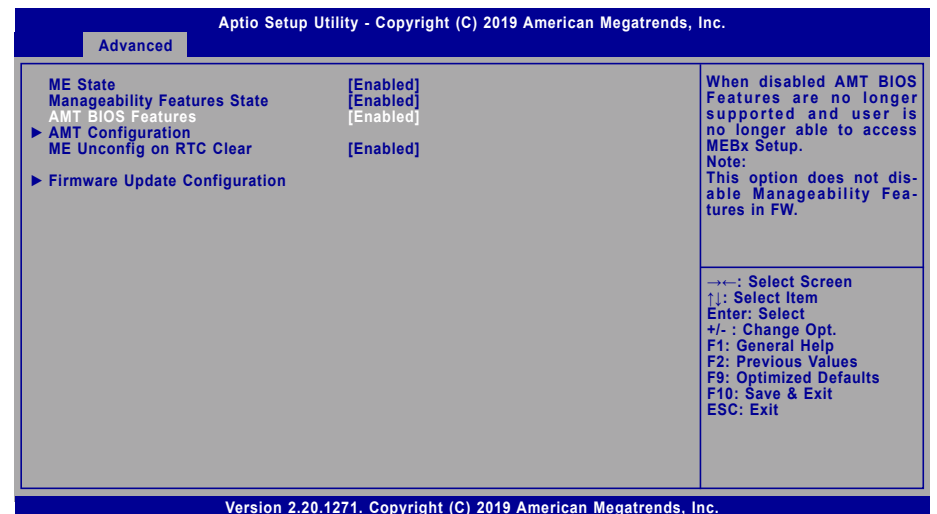 Aptio Setup Utility - Copyright (C) 2019 American Megatrends, Inc.
Advanced
ME State [Enabled]
Manageability Features State [Enabled]
AMT BIOS Features [Enabled]
► AMT Configuration
ME Unconfig on RTC Clear [Enabled]
► Firmware Update Configuration
When disabled AMT BIOS
Features are no longer
supported and user is
no longer able to access
MEBx Setup.
Note:
This option does not dis-
able Manageability Fea-
tures in FW.
→←: Select Screen
↑↓: Select Item
Enter: Select
+/- : Change Opt.
F1: General Help
F2: Previous Values
F9: Optimized Defaults
F10: Save & Exit
ESC: Exit
Version 2.20.1271. Copyright (C) 2019 American Megatrends, Inc.